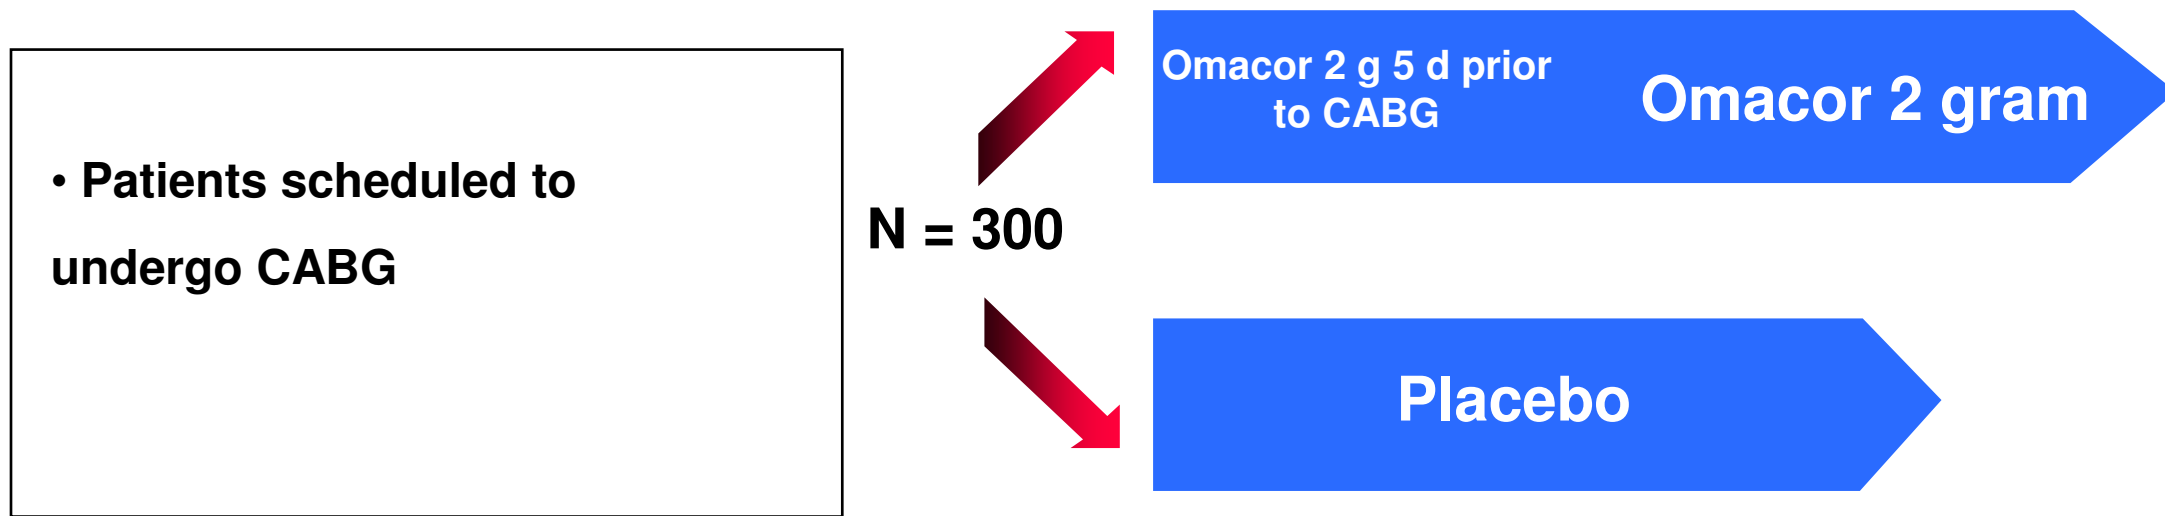 • Patients scheduled to
undergo CABG
N = 300
Omacor 2 g 5 d prior
to CABG
Omacor 2 gram
Placebo